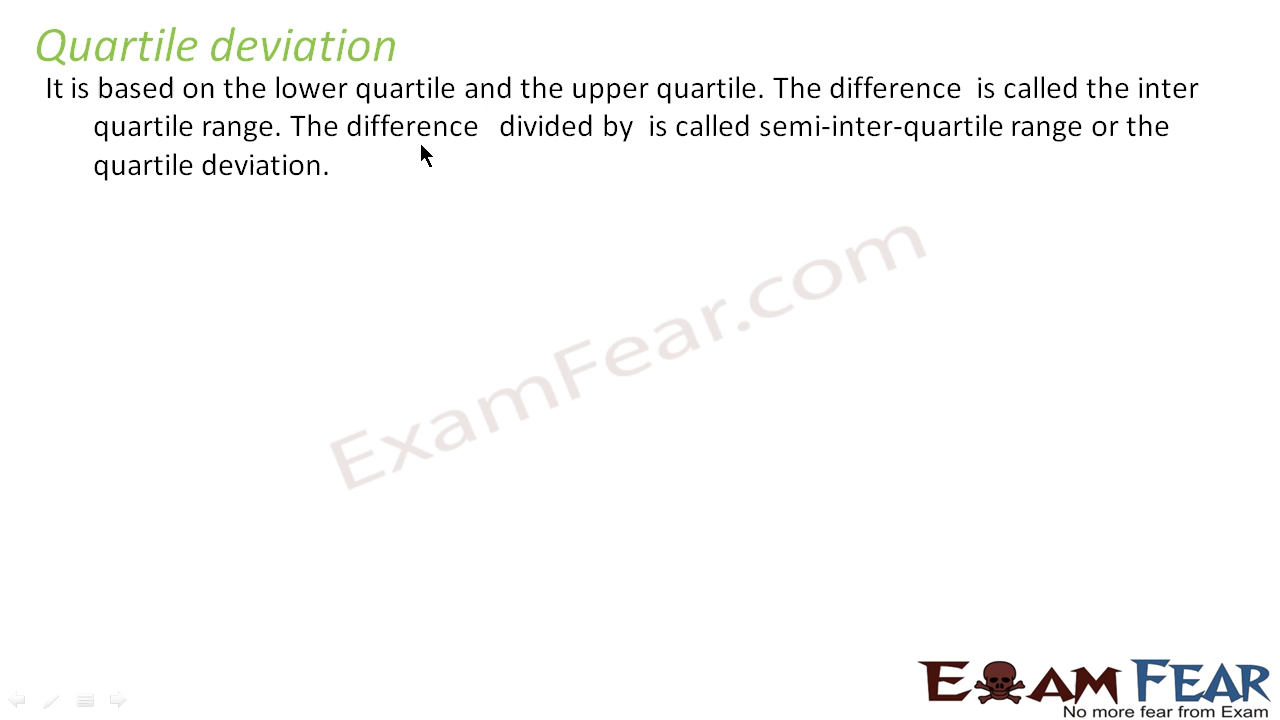 Quartile deviation
It is based on the lower quartile and the upper quartile. The difference  is called the inter
quartile range. The difference   divided by  is called semi-inter-quartile range or the
quartile deviation.
ExamFear.com
EXAM FEAR
No more fear from Exam